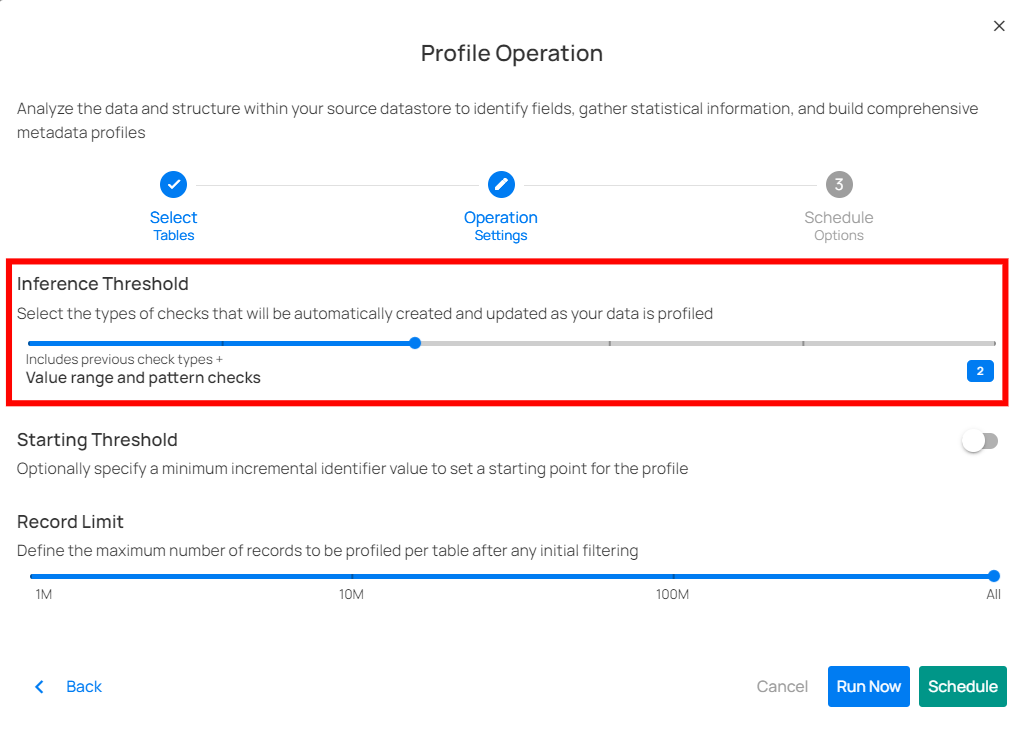 Profile Operation
Analyze the data and structure within your source datastore to identify fields, gather statistical information, and build comprehensive
metadata profiles
3
Select
Tables
Operation
Settings
Schedule
Options
Inference Threshold
Select the types of checks that will be automatically created and updated as your data is profiled
Includes previous check types +
Value range and pattern checks
2
Starting Threshold
Optionally specify a minimum incremental identifier value to set a starting point for the profile
Record Limit
Define the maximum number of records to be profiled per table after any initial filtering
1M
10M
100M
All
Back
Cancel
Run Now
Schedule